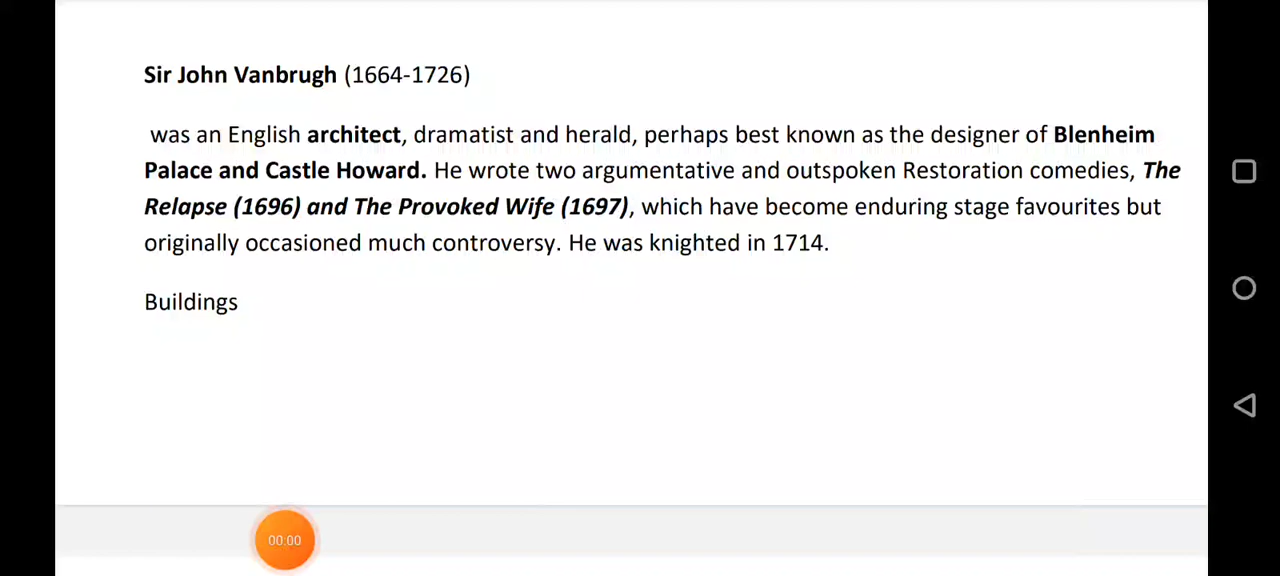 Sir John Vanbrugh (1664-1726)
was an English architect, dramatist and herald, perhaps best known as the designer of Blenheim
Palace and Castle Howard. He wrote two argumentative and outspoken Restoration comedies, The
Relapse (1696) and The Provoked Wife (1697), which have become enduring stage favourites but
originally occasioned much controversy. He was knighted in 1714.
Buildings
00:00